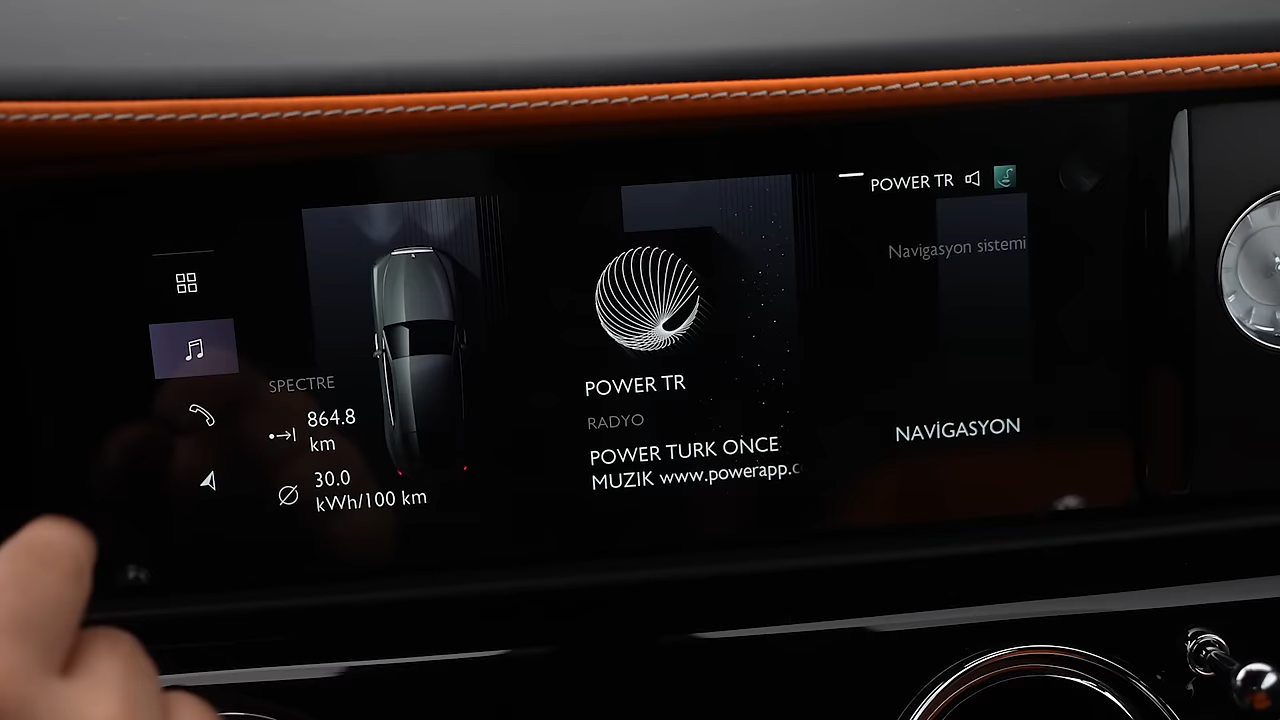 POWER TR
Navigasyon sistemi
SPECTRE
864.8
km
30.0
kWh/100 km
POWER TR
RADYO
POWER TURK ONCE
MUZIK www.powerapp.c
NAVİGASYON